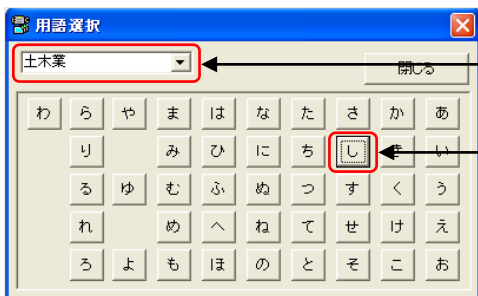 用語選択
土木業
閉じる
わ ら や ま は な た さ か あ
り み ひ に ち し き い
る ゆ む ふ ぬ つ す く う
れ め へ ね て せ け え
ろ よ も ほ の と そ こ お